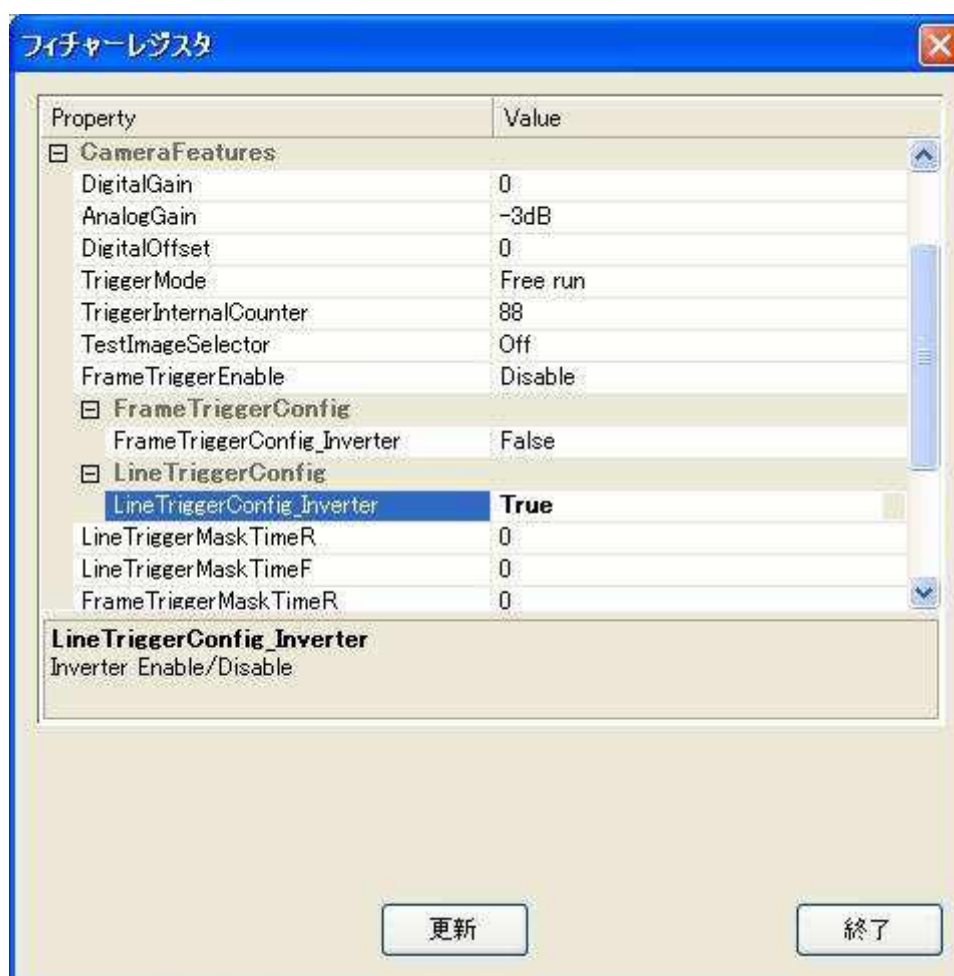 フィチャーレジスタ
Property Value
CameraFeatures
DigitalGain 0
AnalogGain -3dB
DigitalOffset 0
TriggerMode Free run
TriggerInternalCounter 88
TestImageSelector Off
FrameTriggerEnable Disable
FrameTriggerConfig
FrameTriggerConfig_Inverter False
LineTriggerConfig
LineTriggerConfig_Inverter True
LineTriggerMaskTimeR 0
LineTriggerMaskTimeF 0
FrameTriggerMaskTimeR 0
LineTriggerConfig_Inverter
Inverter Enable/Disable
更新 終了